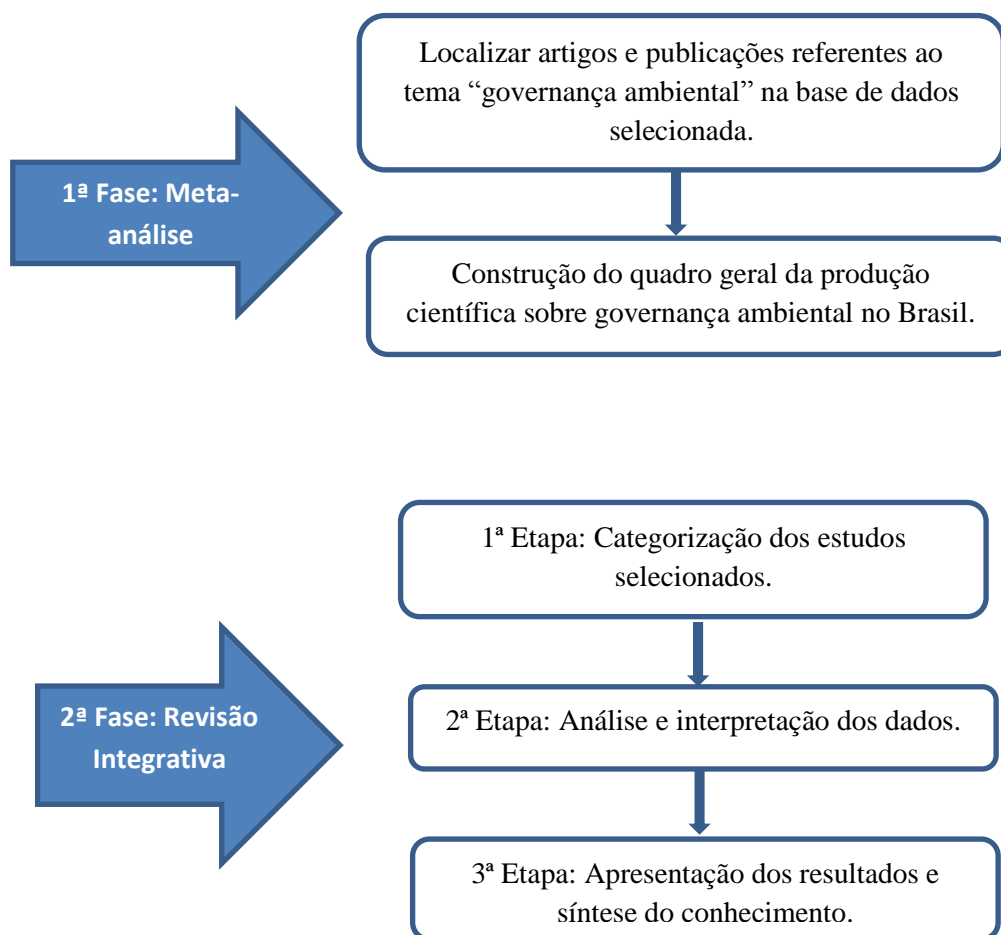 Localizar artigos e publicações referentes ao
tema “governança ambiental” na base de dados
selecionada.
1ª Fase: Meta-
análise
Construção do quadro geral da produção
científica sobre governança ambiental no Brasil.
1ª Etapa: Categorização dos estudos
selecionados.
2ª Fase: Revisão
Integrativa
2ª Etapa: Análise e interpretação dos dados.
3ª Etapa: Apresentação dos resultados e
síntese do conhecimento.